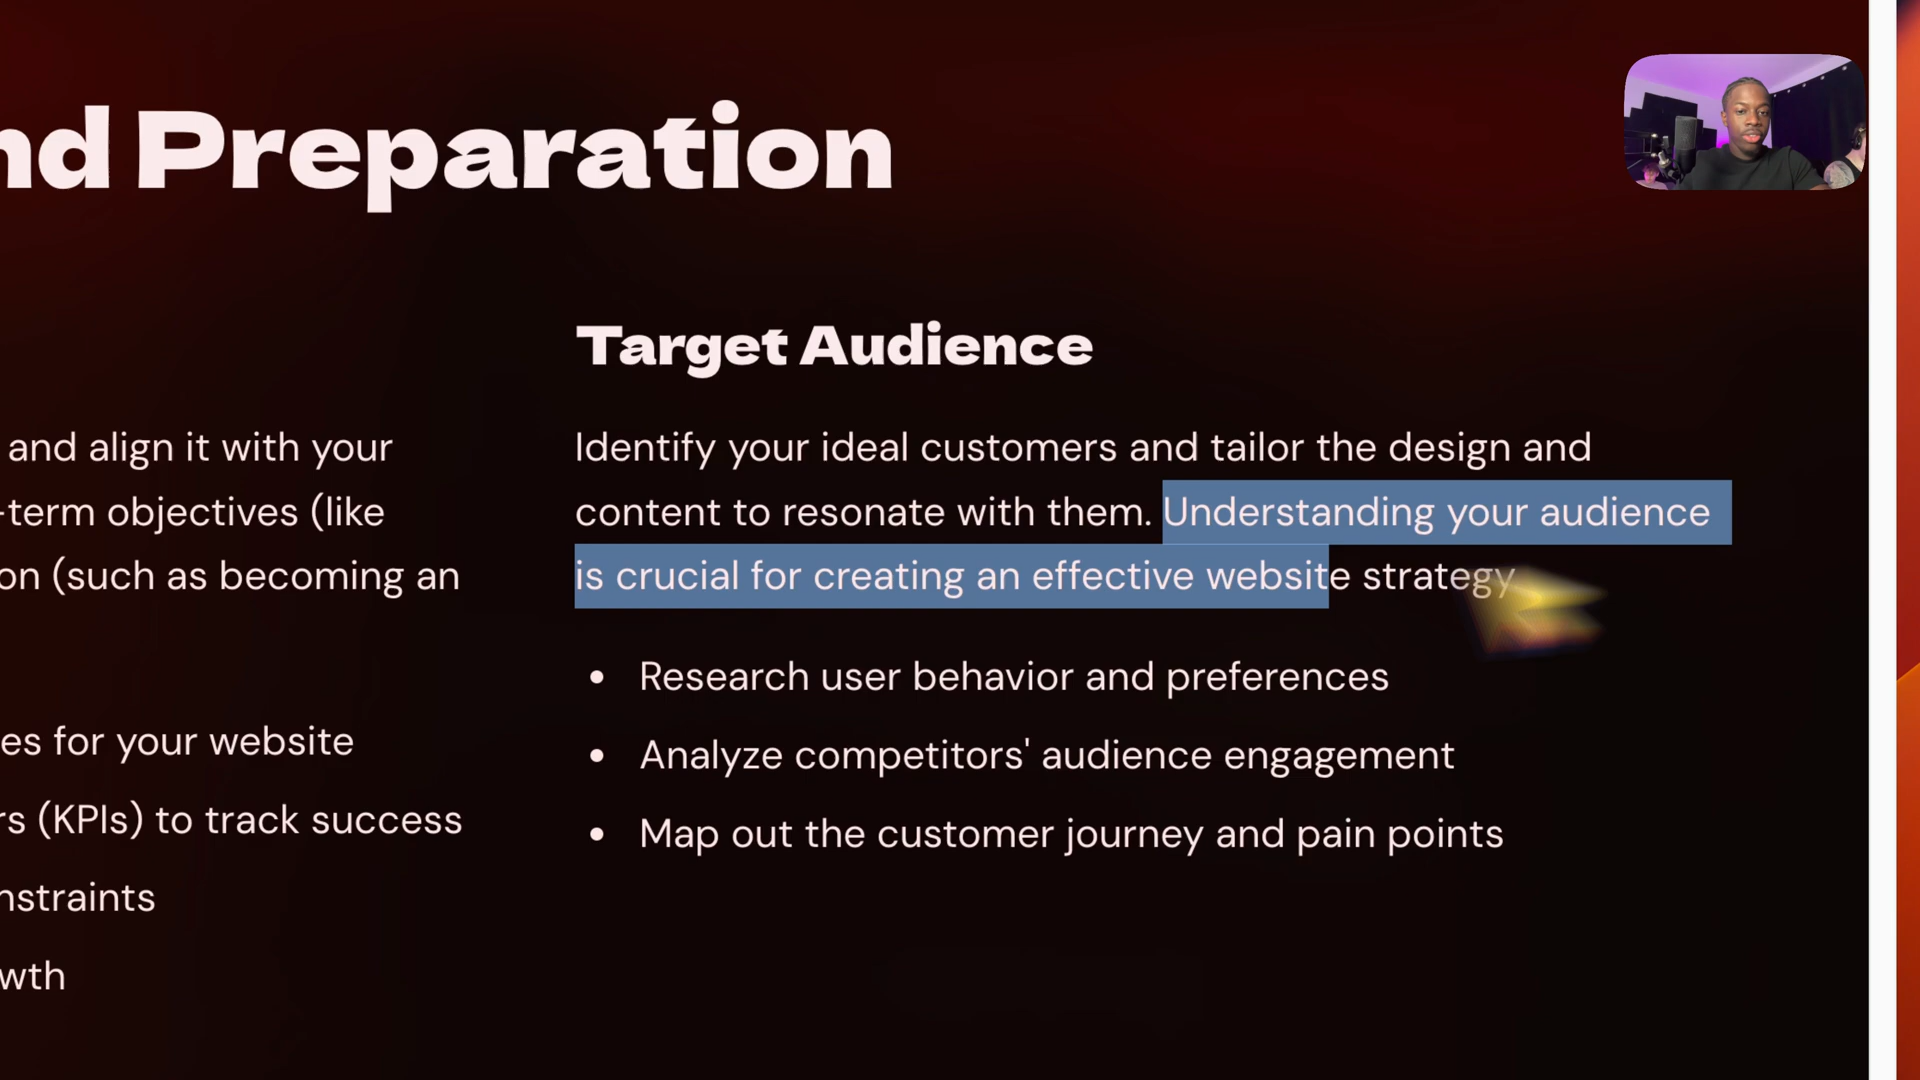 nd Preparation
and align it with your
-term objectives (like
on (such as becoming an
es for your website
rs (KPIs) to track success
nstraints
wth
Target Audience
Identify your ideal customers and tailor the design and
content to resonate with them. Understanding your audience
is crucial for creating an effective website strategy.
• Research user behavior and preferences
• Analyze competitors' audience engagement
• Map out the customer journey and pain points